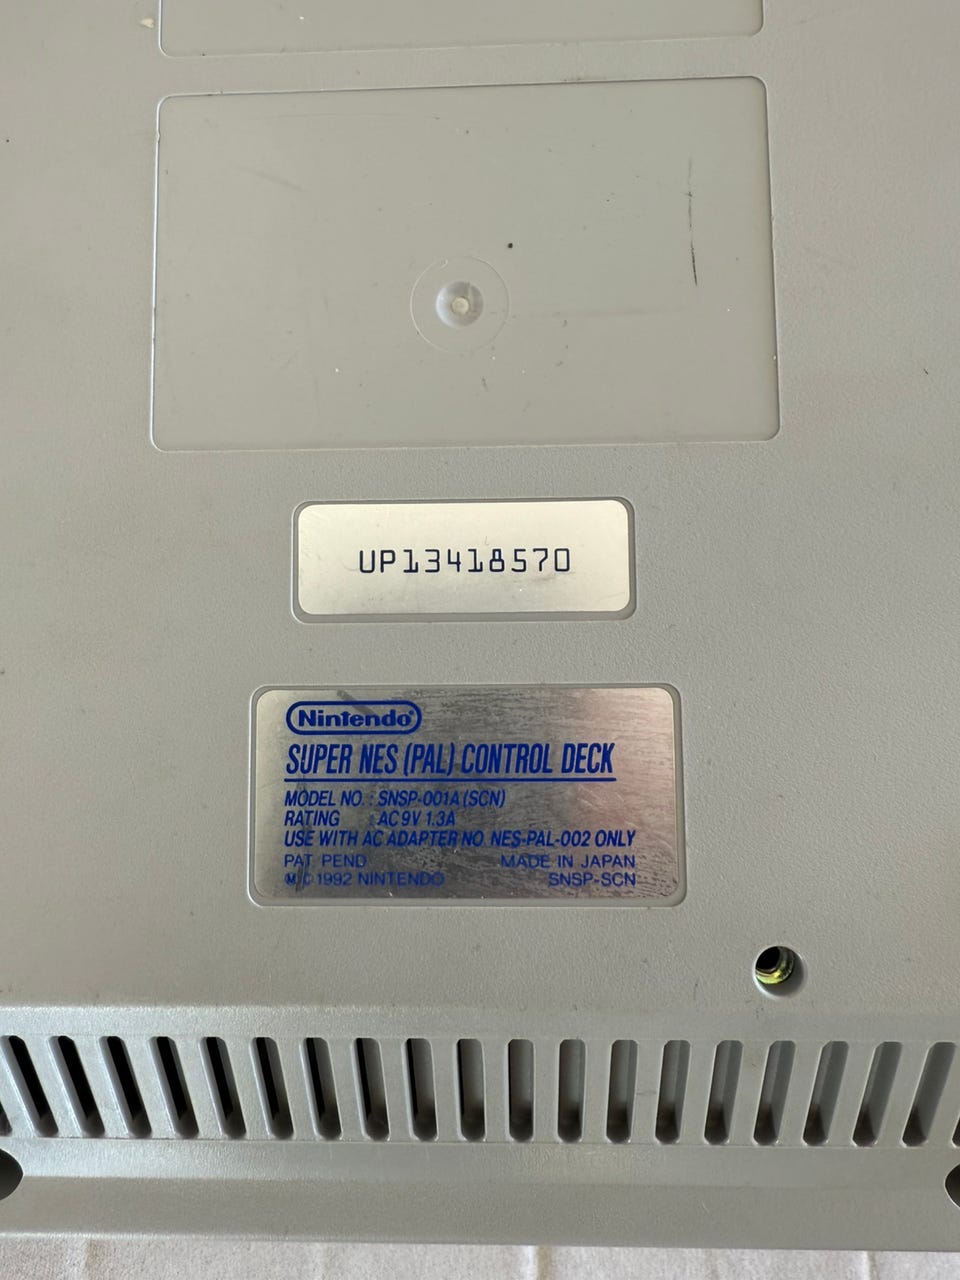 UP13418570
Nintendo®
SUPER NES (PAL) CONTROL DECK
MODEL NO. : SNSP-001A (SCN)
RATING : AC 9V 1.3A
USE WITH AC ADAPTER NO. NES-PAL-002 ONLY
PAT PEND MADE IN JAPAN
Ⓜ © 1992 NINTENDO SNSP-SCN